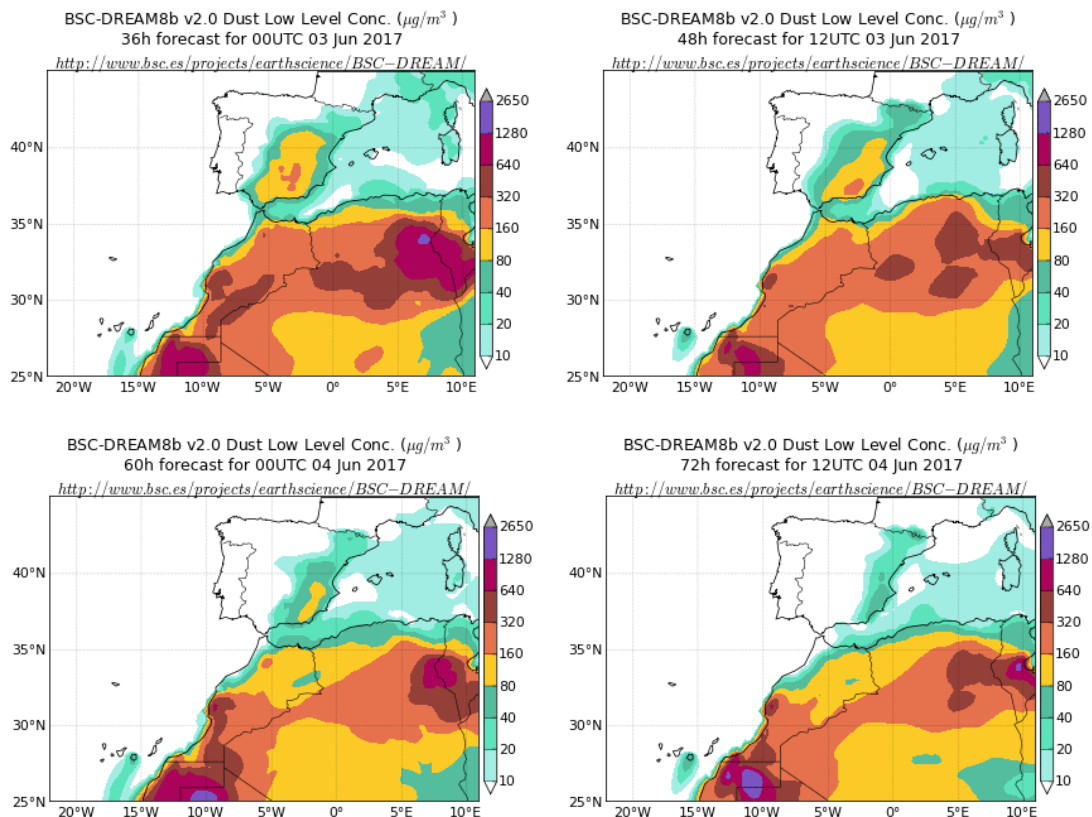 BSC-DREAM8b v2.0 Dust Low Level Conc. (μg/m³ )
36h forecast for 00UTC 03 Jun 2017
http://www.bsc.es/projects/earthscience/BSC−DREAM/
40°N
35°N
30°N
25°N
20°W 15°W 10°W 5°W 0° 5°E 10°E
2650
1280
640
320
160
80
40
20
10
BSC-DREAM8b v2.0 Dust Low Level Conc. (μg/m³ )
48h forecast for 12UTC 03 Jun 2017
http://www.bsc.es/projects/earthscience/BSC−DREAM/
40°N
35°N
30°N
25°N
20°W 15°W 10°W 5°W 0° 5°E 10°E
2650
1280
640
320
160
80
40
20
10
BSC-DREAM8b v2.0 Dust Low Level Conc. (μg/m³ )
60h forecast for 00UTC 04 Jun 2017
http://www.bsc.es/projects/earthscience/BSC−DREAM/
40°N
35°N
30°N
25°N
20°W 15°W 10°W 5°W 0° 5°E 10°E
2650
1280
640
320
160
80
40
20
10
BSC-DREAM8b v2.0 Dust Low Level Conc. (μg/m³ )
72h forecast for 12UTC 04 Jun 2017
http://www.bsc.es/projects/earthscience/BSC−DREAM/
40°N
35°N
30°N
25°N
20°W 15°W 10°W 5°W 0° 5°E 10°E
2650
1280
640
320
160
80
40
20
10